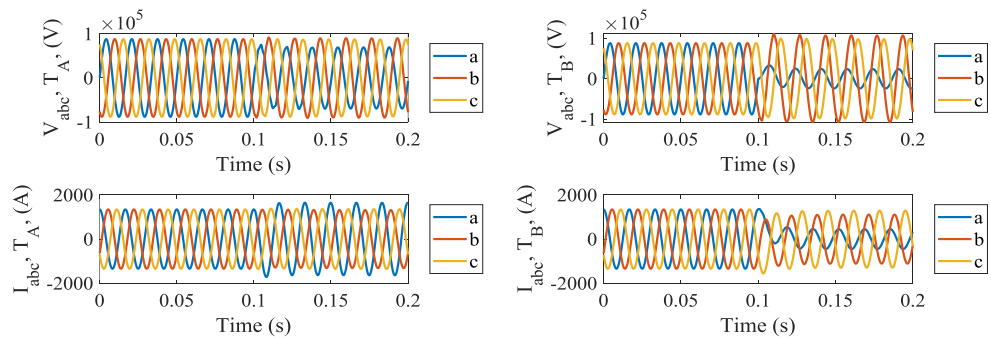 ×10⁵
V_abc, T_A, (V)
1
0
-1
0
0.05
0.1
0.15
0.2
Time (s)
a
b
c
×10⁵
V_abc, T_B, (V)
1
0
-1
0
0.05
0.1
0.15
0.2
Time (s)
a
b
c
I_abc, T_A, (A)
2000
0
-2000
0
0.05
0.1
0.15
0.2
Time (s)
a
b
c
I_abc, T_B, (A)
2000
0
-2000
0
0.05
0.1
0.15
0.2
Time (s)
a
b
c